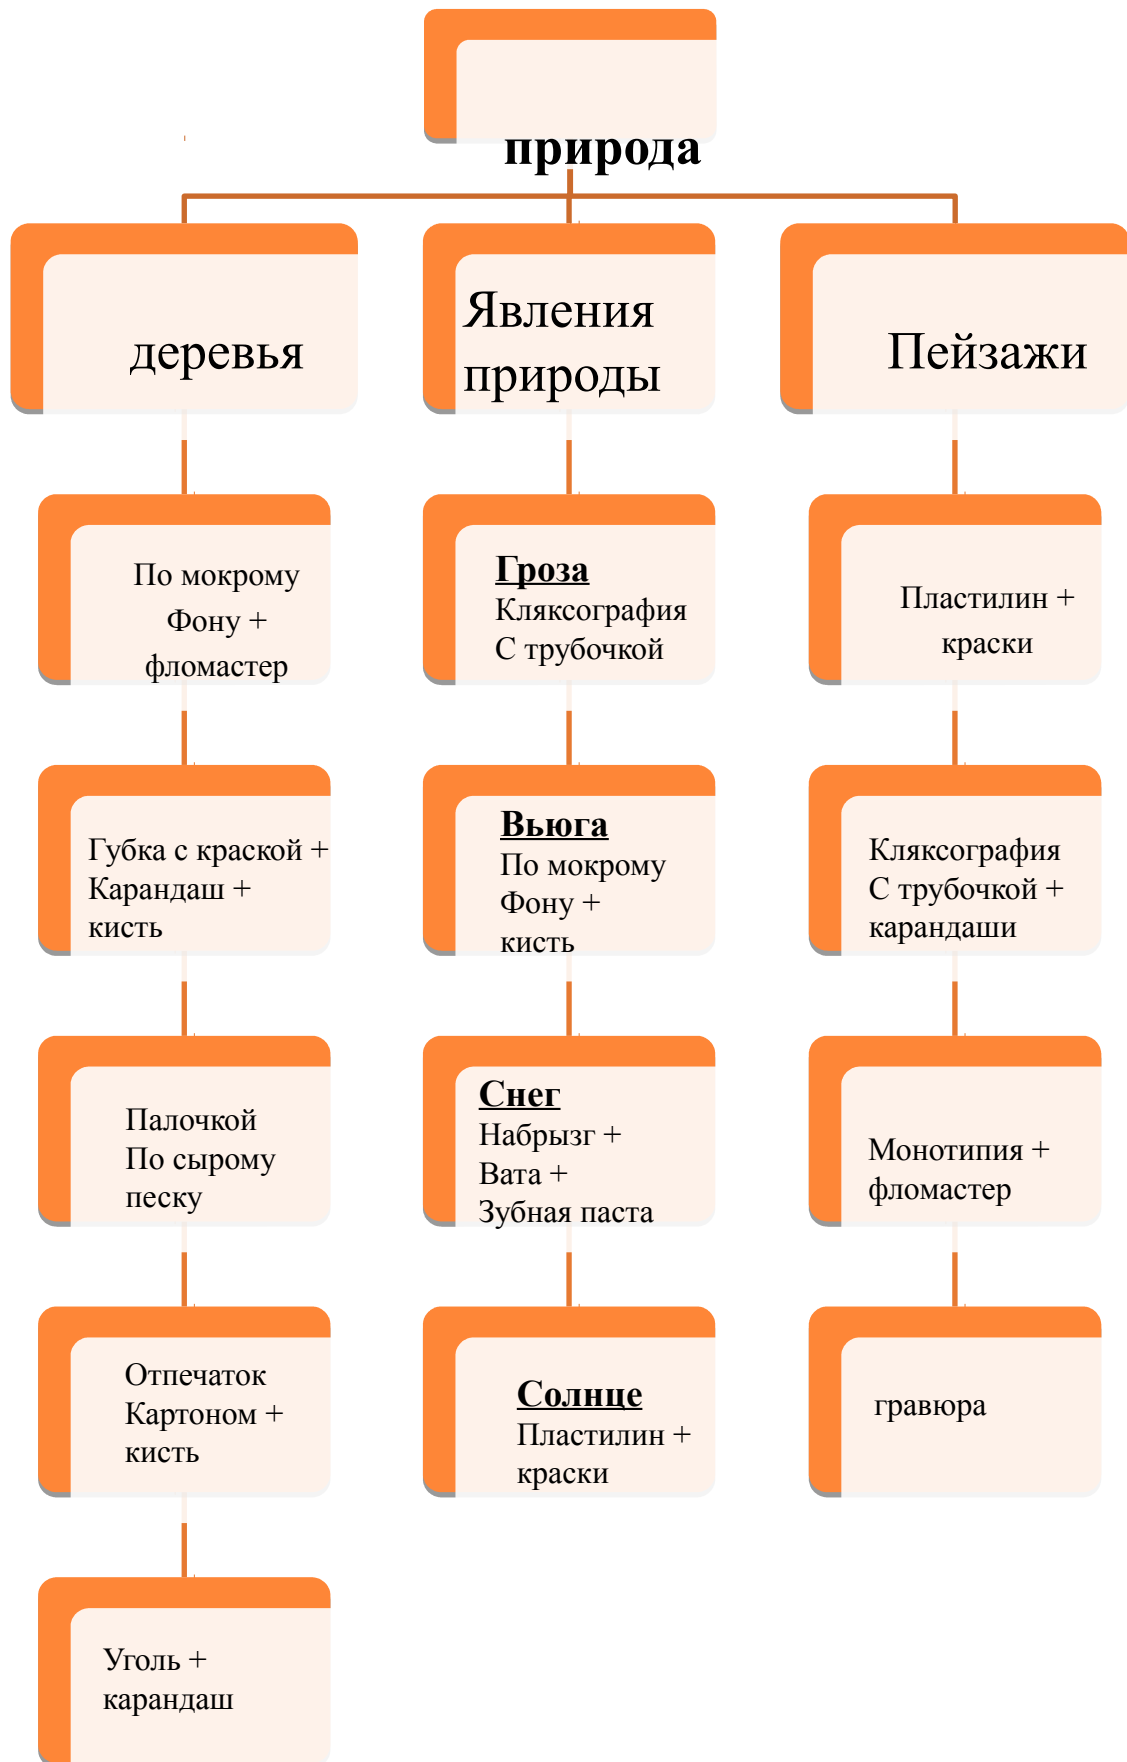 природа
деревья
Явления
природы
Пейзажи
По мокрому
Фону +
фломастер
Гроза
Кляксография
С трубочкой
Пластилин +
краски
Губка с краской +
Карандаш +
кисть
Вьюга
По мокрому
Фону +
кисть
Кляксография
С трубочкой +
карандаши
Палочкой
По сырому
песку
Снег
Набрызг +
Вата +
Зубная паста
Монотипия +
фломастер
Отпечаток
Картоном +
кисть
Солнце
Пластилин +
краски
гравюра
Уголь +
карандаш